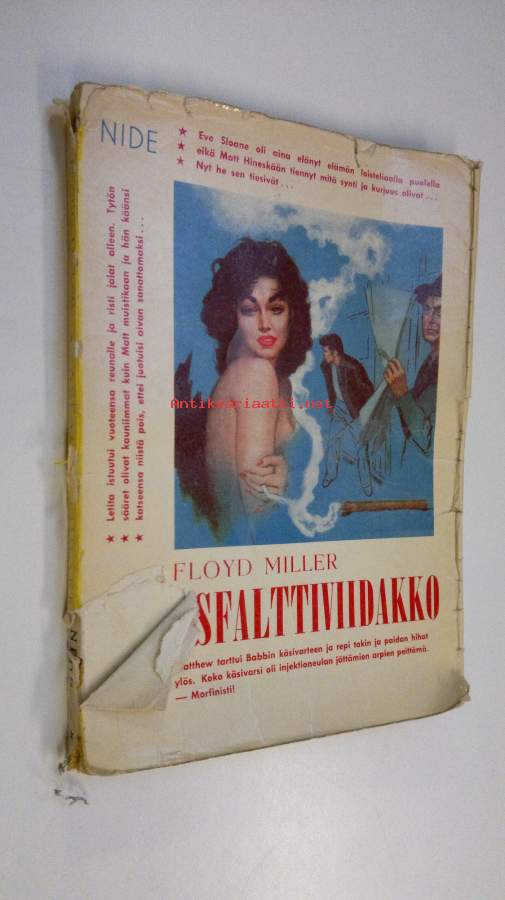 NIDE
★ Eve Sloane oli aina elänyt elämän loisteliaalla puolella
★ eikä Matt Hineskään tiennyt mitä synti ja kurjuus olivat . . .
★ Nyt he sen tiesivät . . .
★ Letita istuutui vuoteensa reunalle ja risti jalat alleen. Tytön
★ sääret olivat kauniimmat kuin Matt muistikaan ja hän käänsi
★ katseensa niistä pois, ettei juatuisi aivan sanattomaksi . . .
Antikvariaatti.net
FLOYD MILLER
SFALTTIVIIDAKKO
atthew tarttui Babbin käsivarteen ja repi takin ja paidan hihat
ylös. Koko käsivarsi oli injektioneulan jättämien arpien peittämä.
— Morfinisti!